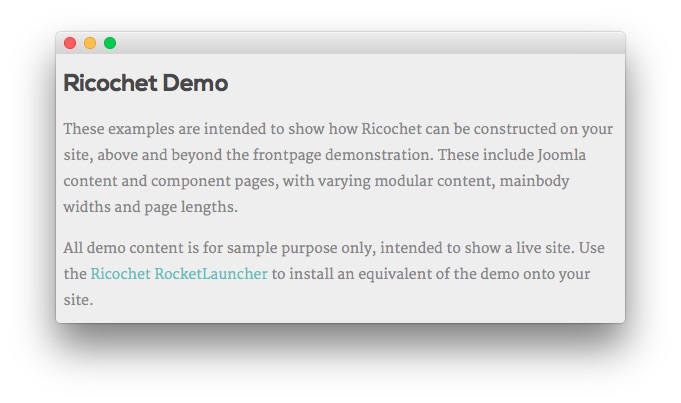 Ricochet Demo
These examples are intended to show how Ricochet can be constructed on your
site, above and beyond the frontpage demonstration. These include Joomla
content and component pages, with varying modular content, mainbody
widths and page lengths.
All demo content is for sample purpose only, intended to show a live site. Use
the Ricochet RocketLauncher to install an equivalent of the demo onto your
site.